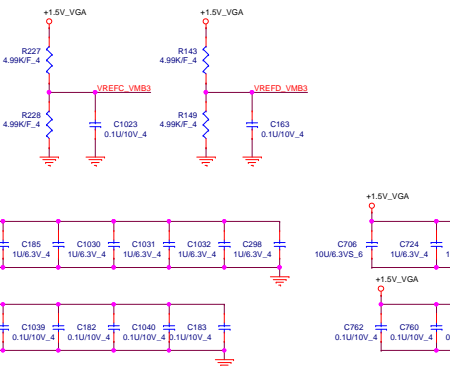 +1.5V_VGA
+1.5V_VGA
R227
4.99K/F_4
R143
4.99K/F_4
VREFC_VMB3
VREFD_VMB3
R228
4.99K/F_4
C1023
0.1U/10V_4
R149
4.99K/F_4
C163
0.1U/10V_4
+1.5V_VGA
C185
1U/6.3V_4
C1030
1U/6.3V_4
C1031
1U/6.3V_4
C1032
1U/6.3V_4
C298
1U/6.3V_4
C706
10U/6.3VS_6
C724
1U/6.3V_4
+1.5V_VGA
C1039
0.1U/10V_4
C182
0.1U/10V_4
C1040
0.1U/10V_4
C183
0.1U/10V_4
C762
0.1U/10V_4
C760
0.1U/10V_4